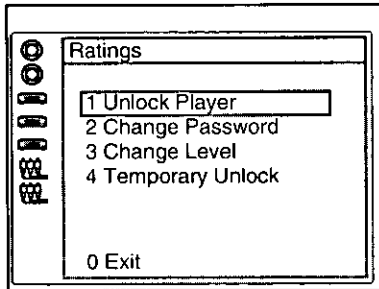 Ratings
1 Unlock Player
2 Change Password
3 Change Level
4 Temporary Unlock
0 Exit